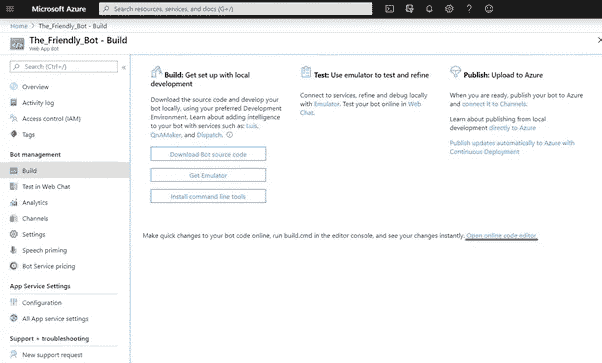 Microsoft Azure
Search resources, services, and docs (G+/)
Home > The_Friendly_Bot - Build
The_Friendly_Bot - Build
Web App Bot
Search (Ctrl+/)
Overview
Activity log
Access control (IAM)
Tags
Bot management
Build
Test in Web Chat
Analytics
Channels
Settings
Speech priming
Bot Service pricing
App Service Settings
Configuration
All App service settings
Support + troubleshooting
New support request
Build: Get set up with local
development
Download the source code and develop your
bot locally, using your preferred Development
Environment. Learn about adding intelligence
to your bot with services such as: Luis,
QnAMaker, and Dispatch.
Download Bot source code
Get Emulator
Install command line tools
Test: Use emulator to test and refine
Connect to services, refine and debug locally
with Emulator. Test your bot online in Web
Chat.
Publish: Upload to Azure
When you are ready, publish your bot to Azure
and connect it to Channels.
Learn about publishing from local
development directly to Azure
Publish updates automatically to Azure with
Continuous Deployment
Make quick changes to your bot code online, run build.cmd in the editor console, and see your changes instantly. Open online code editor